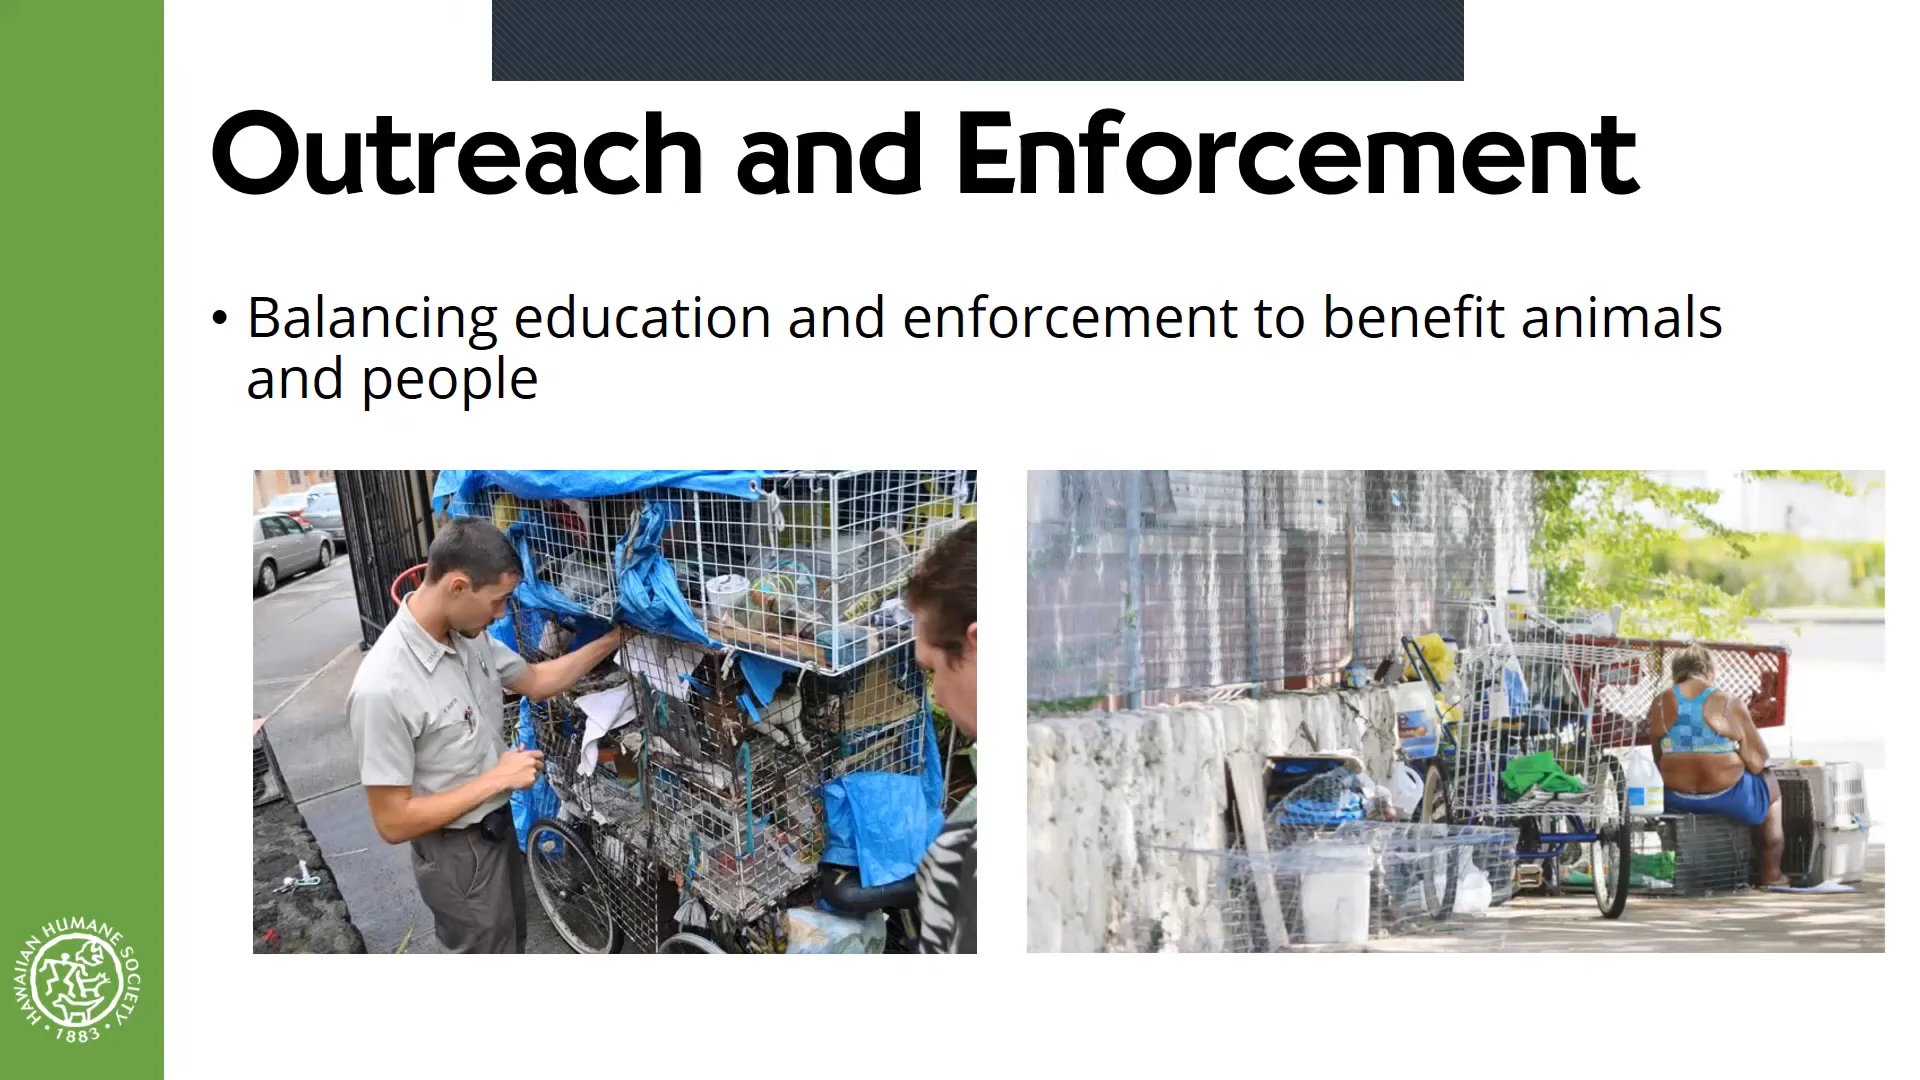 Outreach and Enforcement
• Balancing education and enforcement to benefit animals
and people
HAWAIIAN HUMANE SOCIETY
• 1883 •